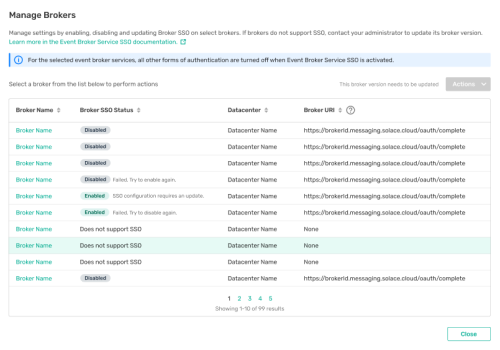 Manage Brokers
Manage settings by enabling, disabling and updating Broker SSO on select brokers. If brokers do not support SSO, contact your administrator to update its broker version.
Learn more in the Event Broker Service SSO documentation.
For the selected event broker services, all other forms of authentication are turned off when Event Broker Service SSO is activated.
Select a broker from the list below to perform actions This broker version needs to be updated Actions
Broker Name Broker SSO Status Datacenter Broker URI
Broker Name Disabled Datacenter Name https://brokerid.messaging.solace.cloud/oauth/complete
Broker Name Disabled Datacenter Name https://brokerid.messaging.solace.cloud/oauth/complete
Broker Name Disabled Datacenter Name https://brokerid.messaging.solace.cloud/oauth/complete
Broker Name Disabled Failed, Try to enable again. Datacenter Name https://brokerid.messaging.solace.cloud/oauth/complete
Broker Name Enabled SSO configuration requires an update. Datacenter Name https://brokerid.messaging.solace.cloud/oauth/complete
Broker Name Enabled Failed, Try to disable again. Datacenter Name https://brokerid.messaging.solace.cloud/oauth/complete
Broker Name Does not support SSO Datacenter Name None
Broker Name Does not support SSO Datacenter Name None
Broker Name Does not support SSO Datacenter Name None
Broker Name Disabled Datacenter Name https://brokerid.messaging.solace.cloud/oauth/complete
1 2 3 4 5
Showing 1-10 of 99 results
Close